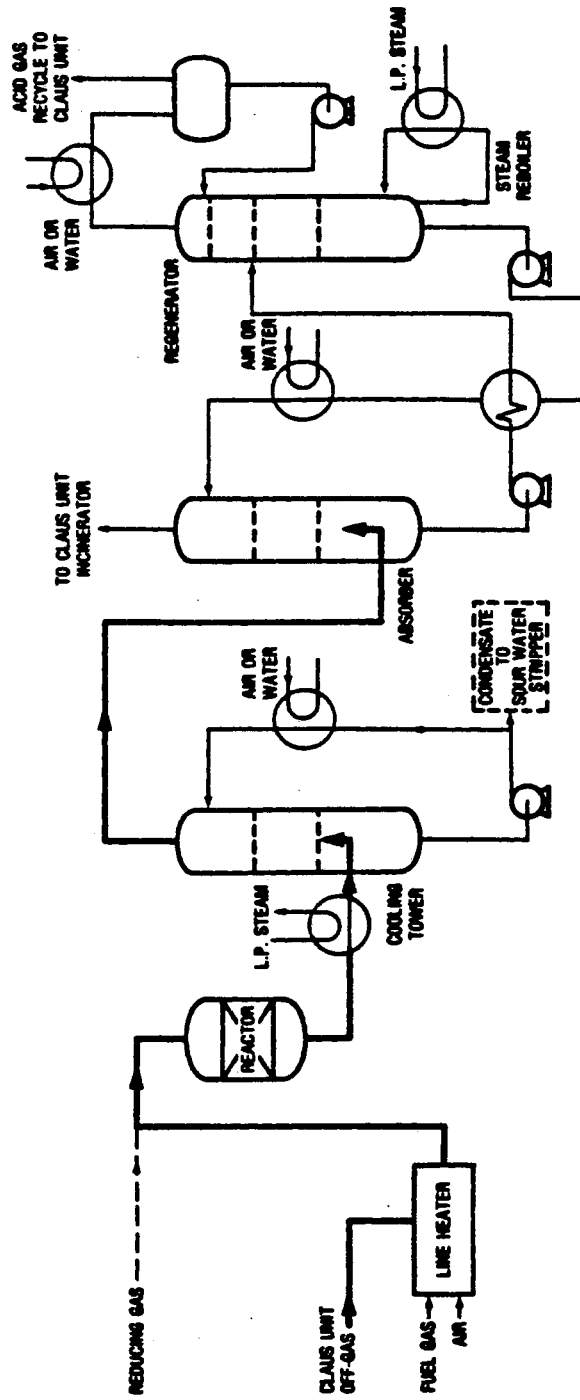 REDUCING GAS
CLAUS UNIT
OFF-GAS
FUEL GAS
AIR
LINE HEATER
REACTOR
L.P. STEAM
COOLING
TOWER
AIR OR
WATER
CONDENSATE
TO
SOUR WATER
STRIPPER
TO CLAUS UNIT
INCINERATOR
ABSORBER
AIR OR
WATER
REGENERATOR
AIR OR
WATER
ACID GAS
RECYCLE TO
CLAUS UNIT
L.P. STEAM
STEAM
REBOILER